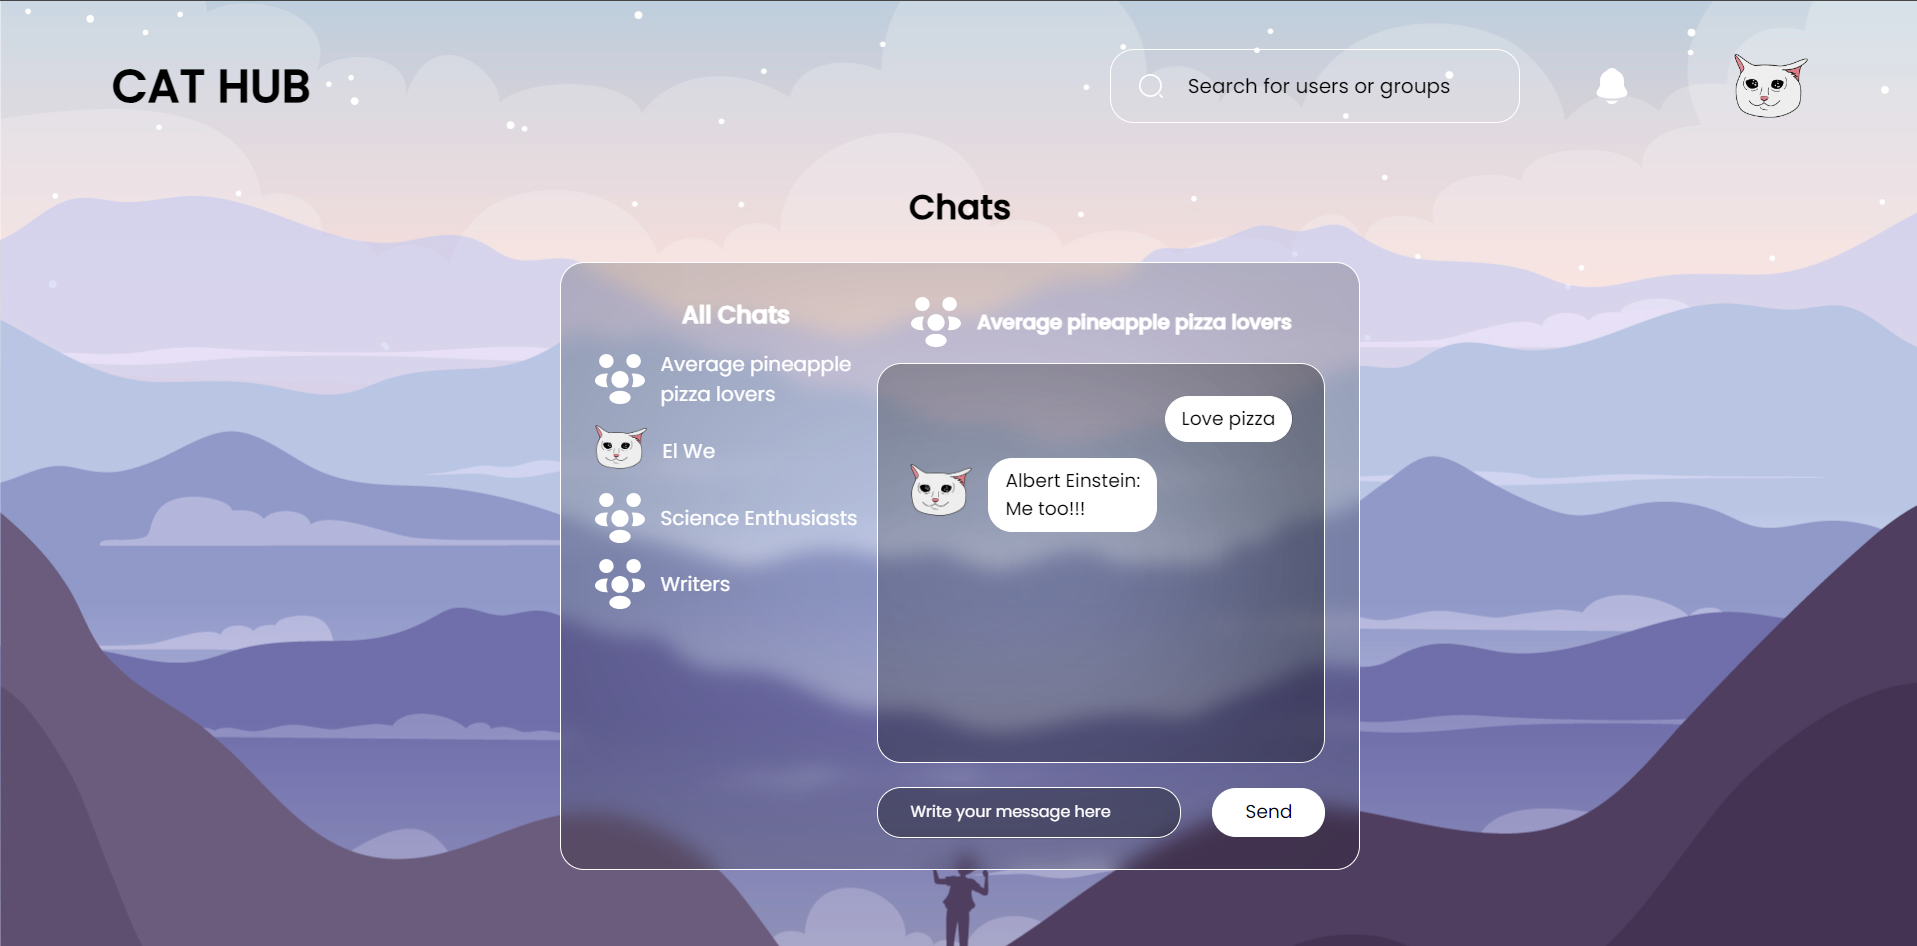 CAT HUB
Search for users or groups
Chats
All Chats
Average pineapple
pizza lovers
El We
Science Enthusiasts
Writers
Average pineapple pizza lovers
Love pizza
Albert Einstein:
Me too!!!
Write your message here
Send